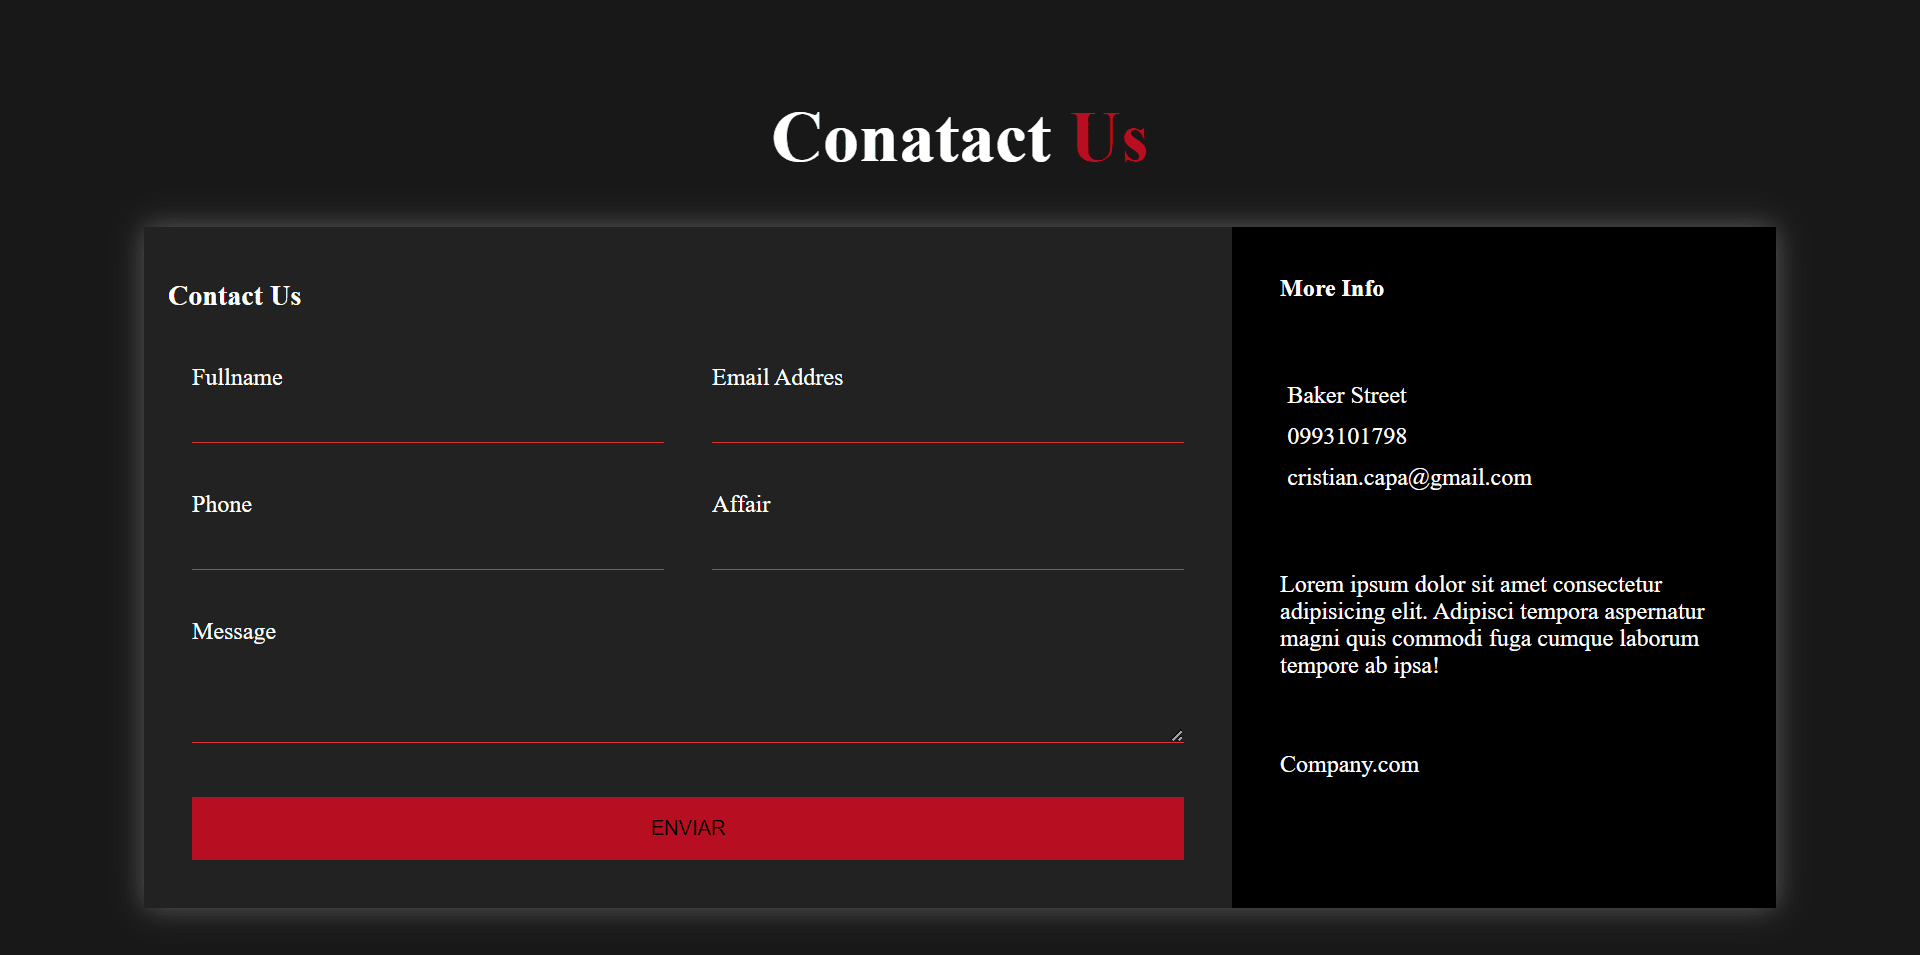 Conatact Us
Contact Us
Fullname
Email Addres
Phone
Affair
Message
ENVIAR
More Info
Baker Street
0993101798
cristian.capa@gmail.com
Lorem ipsum dolor sit amet consectetur
adipisicing elit. Adipisci tempora aspernatur
magni quis commodi fuga cumque laborum
tempore ab ipsa!
Company.com